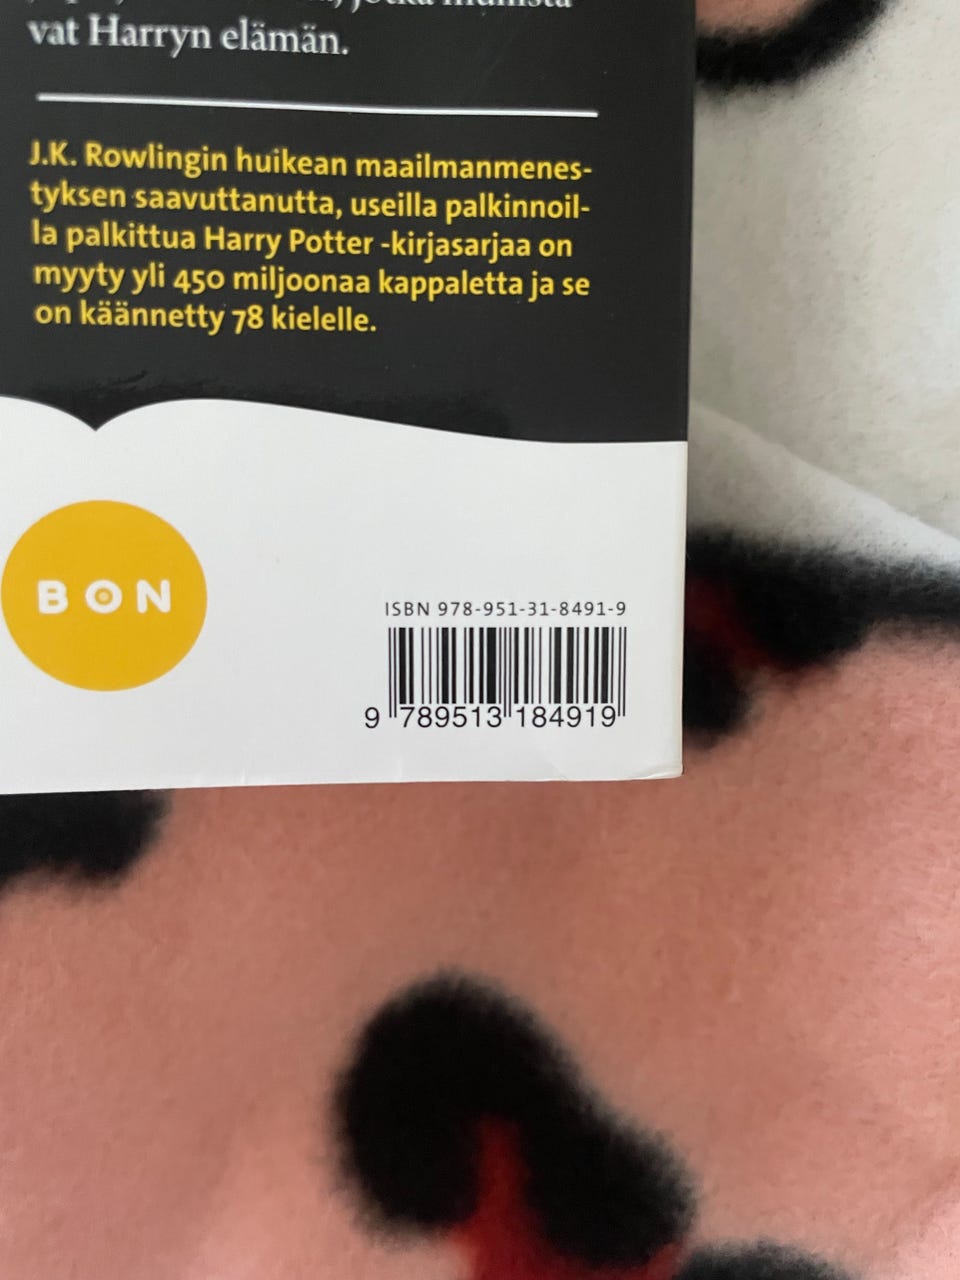 vat Harryn elämän.
J.K. Rowlingin huikean maailmanmenes-
tyksen saavuttanutta, useilla palkinnoil-
la palkittua Harry Potter -kirjasarjaa on
myyty yli 450 miljoonaa kappaletta ja se
on käännetty 78 kielelle.
BON
ISBN 978-951-31-8491-9
9 789513 184919